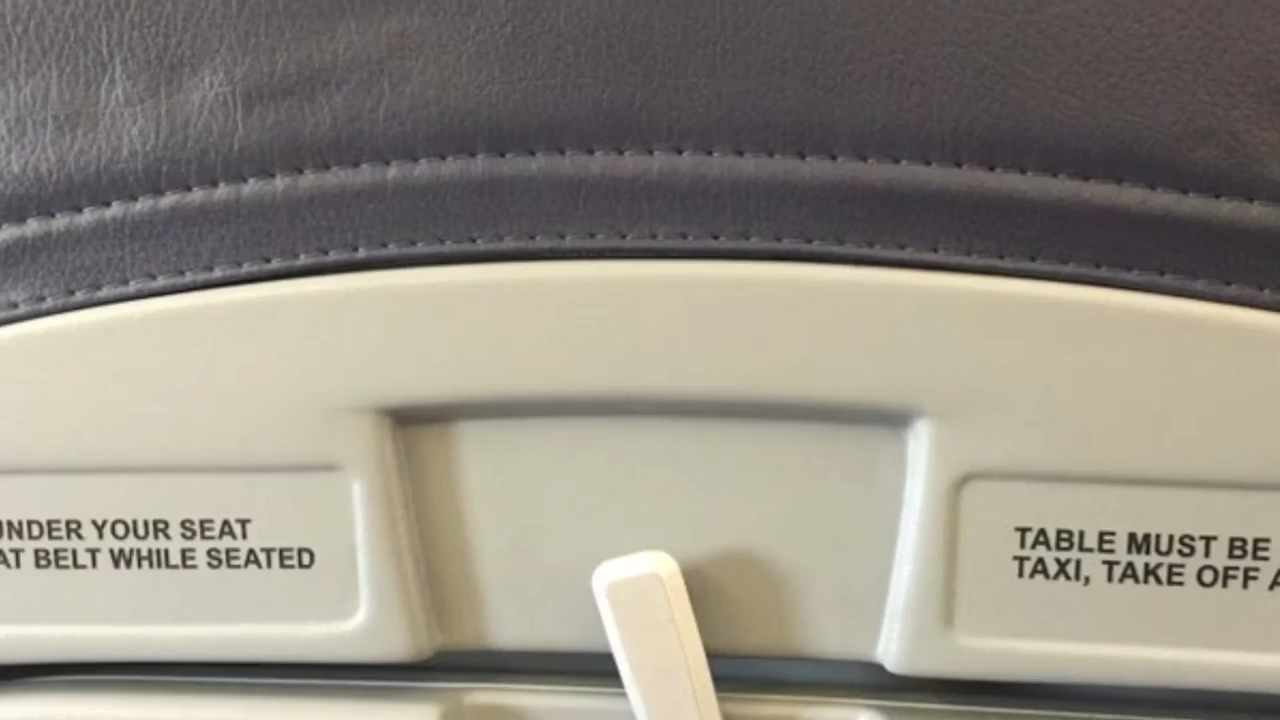 UNDER YOUR SEAT
AT BELT WHILE SEATED
TABLE MUST BE
TAXI, TAKE OFF A